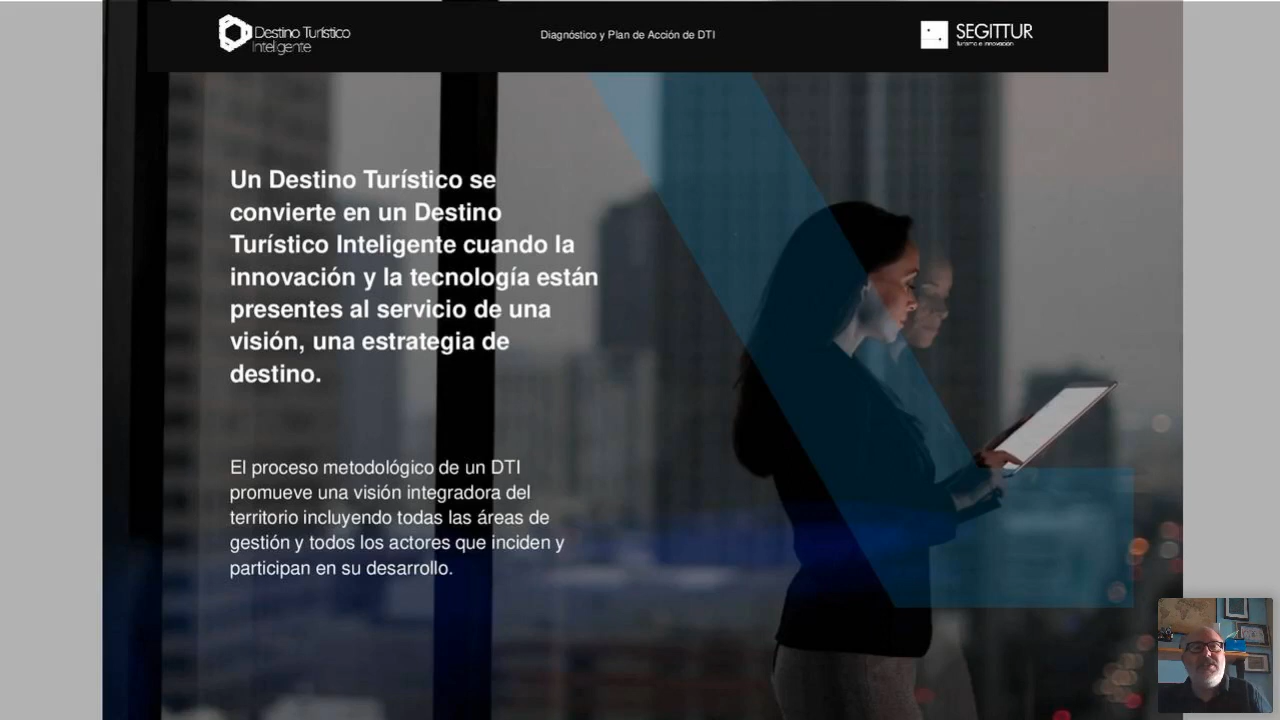 Destino Turístico
Inteligente
Diagnóstico y Plan de Acción de DTI
SEGITTUR
turismo e innovación
Un Destino Turístico se
convierte en un Destino
Turístico Inteligente cuando la
innovación y la tecnología están
presentes al servicio de una
visión, una estrategia de
destino.
El proceso metodológico de un DTI
promueve una visión integradora del
territorio incluyendo todas las áreas de
gestión y todos los actores que inciden y
participan en su desarrollo.